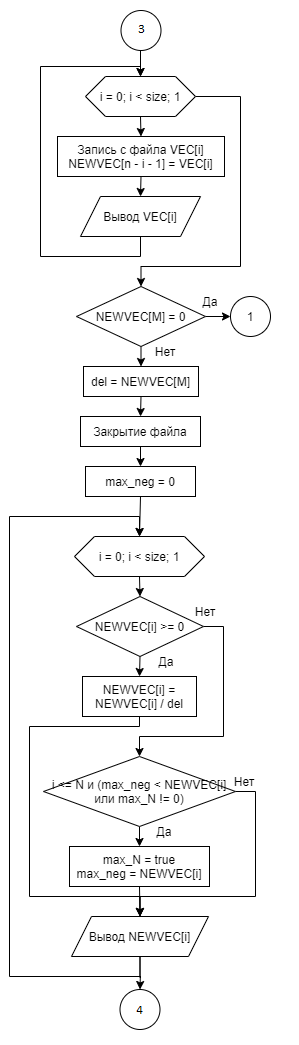 3
i = 0; i < size; 1
Запись с файла VEC[i]
NEWVEC[n - i - 1] = VEC[i]
Вывод VEC[i]
NEWVEC[M] = 0
Да
1
Нет
del = NEWVEC[M]
Закрытие файла
max_neg = 0
i = 0; i < size; 1
NEWVEC[i] >= 0
Нет
Да
NEWVEC[i] =
NEWVEC[i] / del
i <= N и (max_neg < NEWVEC[i]
или max_N != 0)
Нет
Да
max_N = true
max_neg = NEWVEC[i]
Вывод NEWVEC[i]
4